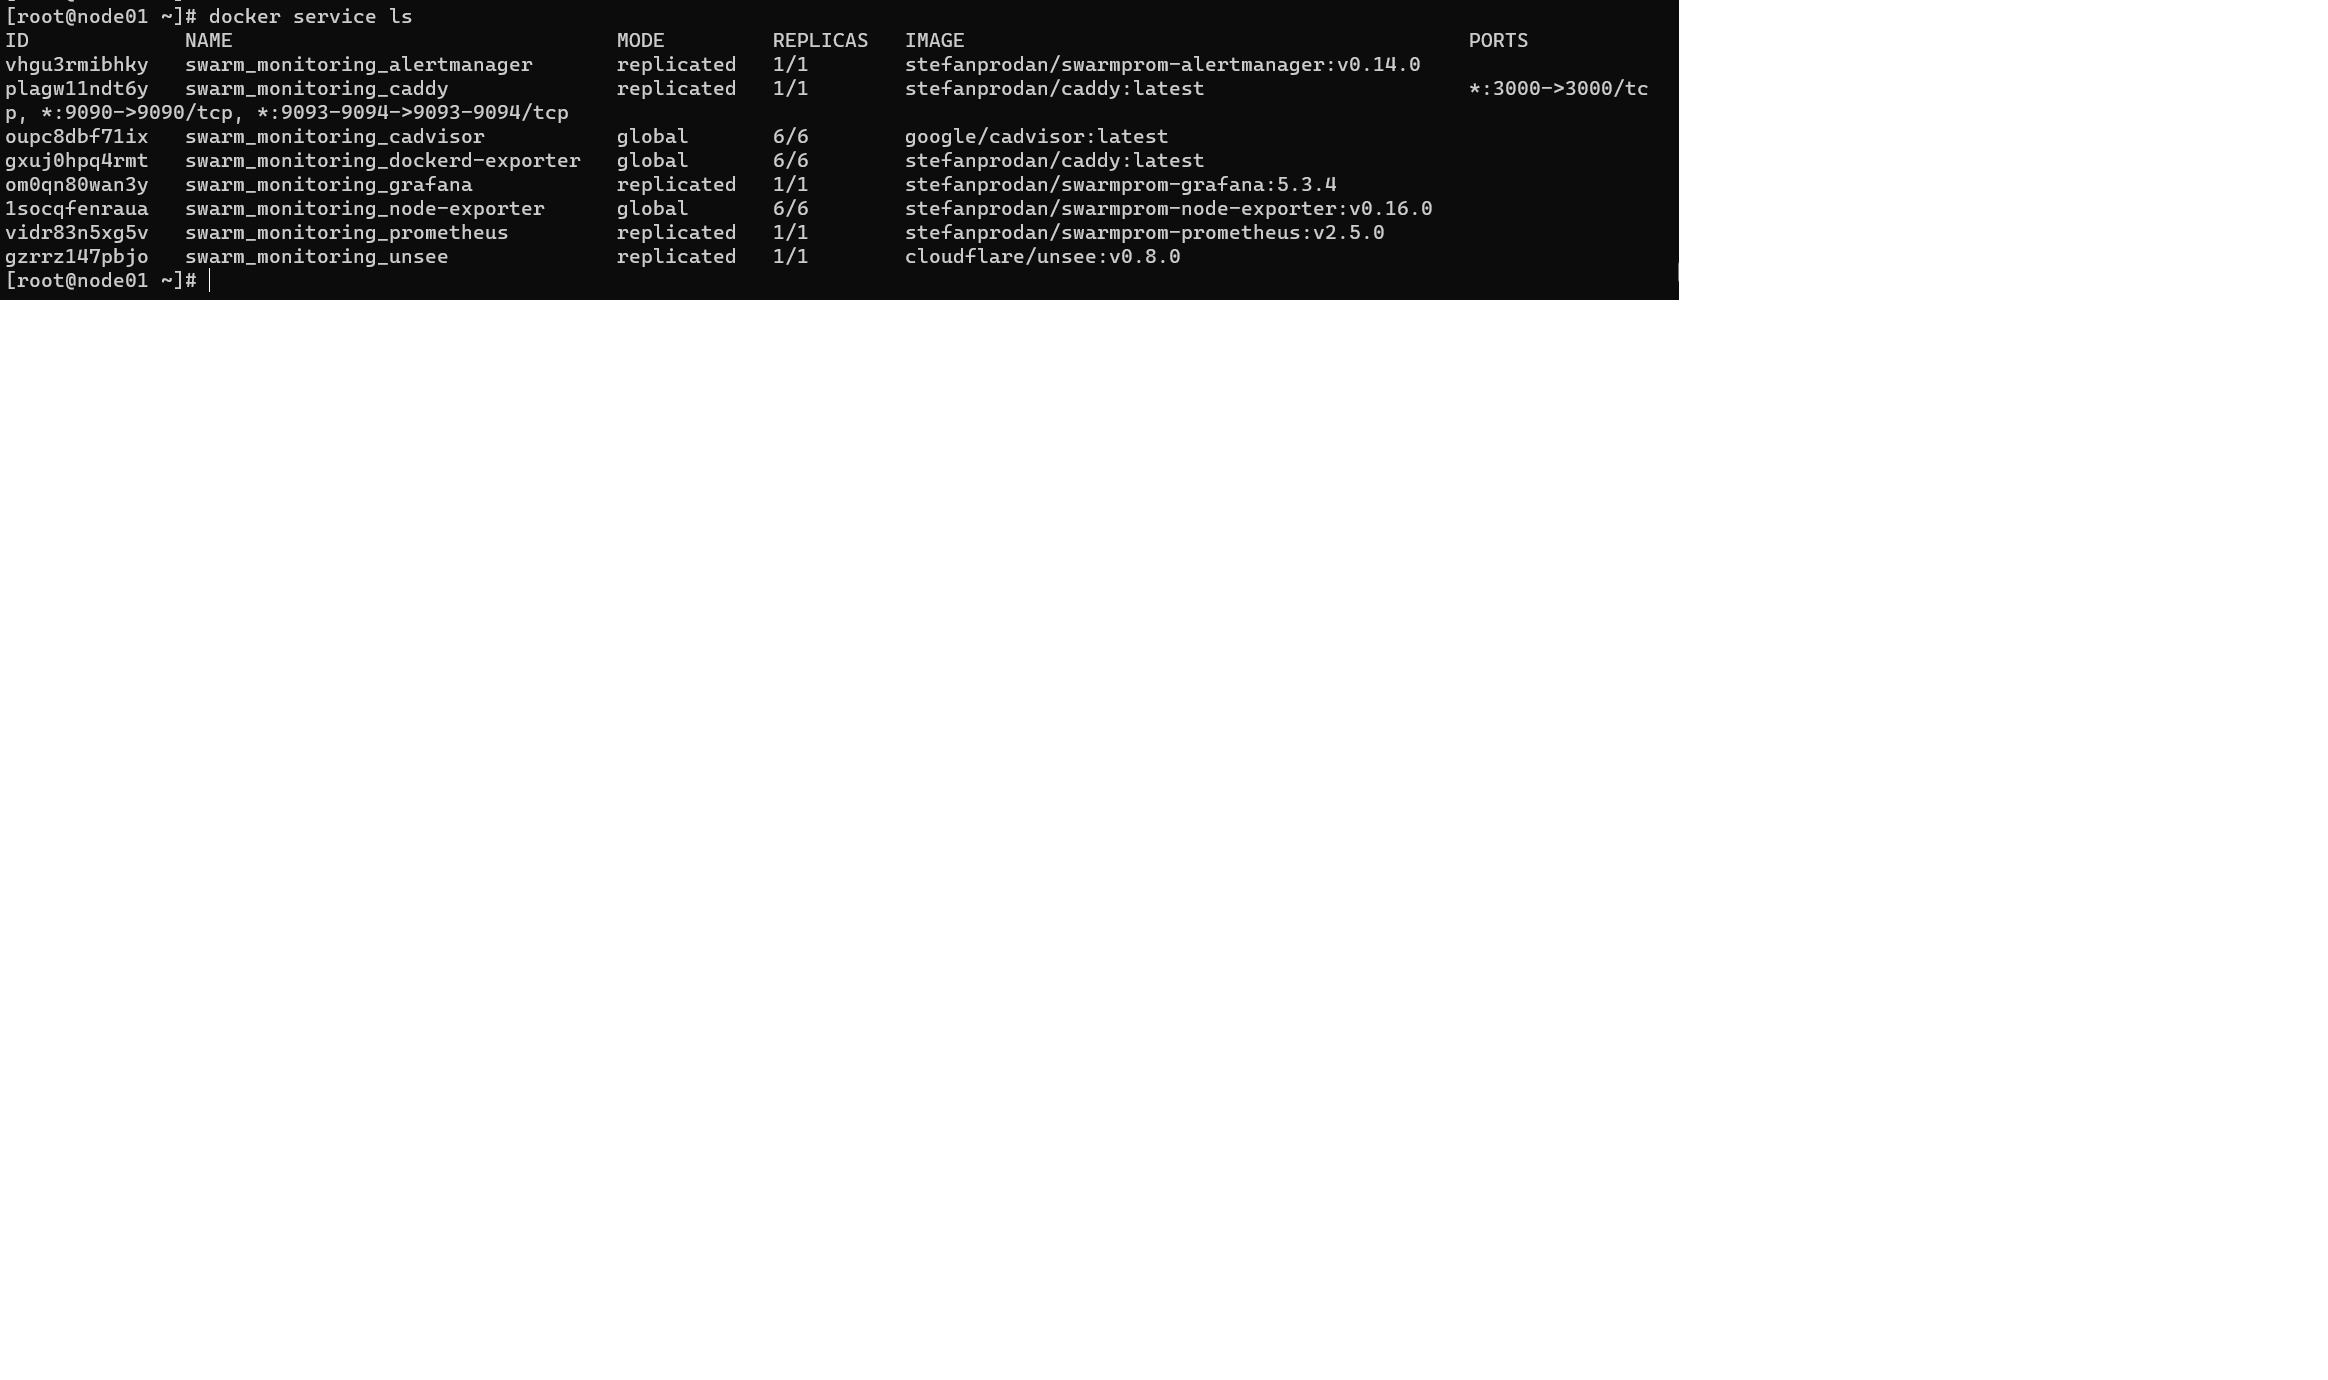 [root@node01 ~]# docker service ls
ID             NAME                                MODE         REPLICAS   IMAGE                                          PORTS
vhgu3rmibhky   swarm_monitoring_alertmanager       replicated   1/1        stefanprodan/swarmprom-alertmanager:v0.14.0
plagw11ndt6y   swarm_monitoring_caddy              replicated   1/1        stefanprodan/caddy:latest                      *:3000->3000/tc
p, *:9090->9090/tcp, *:9093-9094->9093-9094/tcp
oupc8dbf71ix   swarm_monitoring_cadvisor           global       6/6        google/cadvisor:latest
gxuj0hpq4rmt   swarm_monitoring_dockerd-exporter   global       6/6        stefanprodan/caddy:latest
om0qn80wan3y   swarm_monitoring_grafana            replicated   1/1        stefanprodan/swarmprom-grafana:5.3.4
1socqfenraua   swarm_monitoring_node-exporter      global       6/6        stefanprodan/swarmprom-node-exporter:v0.16.0
vidr83n5xg5v   swarm_monitoring_prometheus         replicated   1/1        stefanprodan/swarmprom-prometheus:v2.5.0
gzrrz147pbjo   swarm_monitoring_unsee              replicated   1/1        cloudflare/unsee:v0.8.0
[root@node01 ~]#